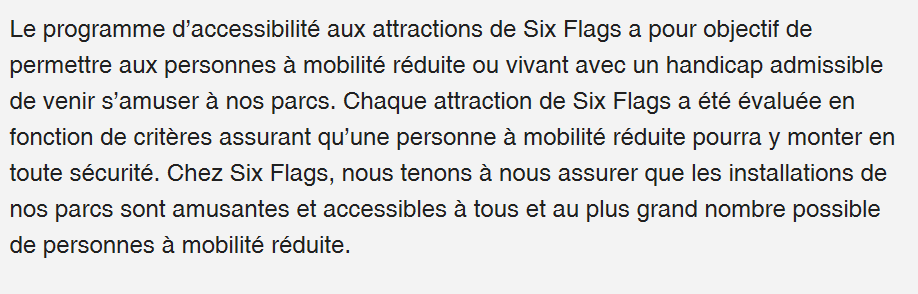 Le programme d’accessibilité aux attractions de Six Flags a pour objectif de
permettre aux personnes à mobilité réduite ou vivant avec un handicap admissible
de venir s’amuser à nos parcs. Chaque attraction de Six Flags a été évaluée en
fonction de critères assurant qu’une personne à mobilité réduite pourra y monter en
toute sécurité. Chez Six Flags, nous tenons à nous assurer que les installations de
nos parcs sont amusantes et accessibles à tous et au plus grand nombre possible
de personnes à mobilité réduite.